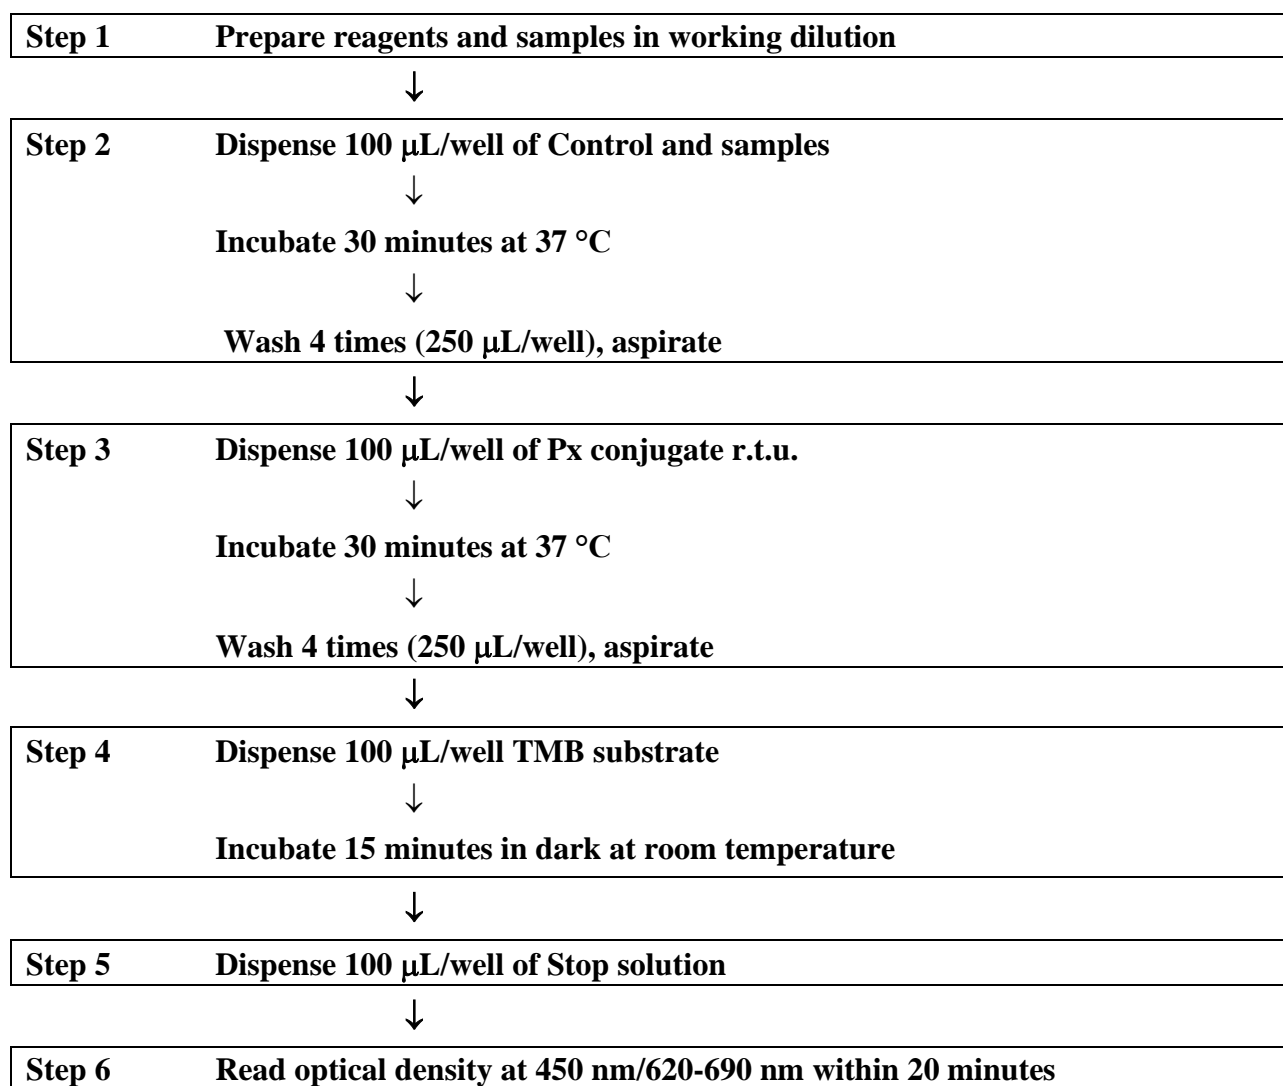 Step 1 Prepare reagents and samples in working dilution
↓
Step 2 Dispense 100 µL/well of Control and samples
↓
Incubate 30 minutes at 37 °C
↓
Wash 4 times (250 µL/well), aspirate
↓
Step 3 Dispense 100 µL/well of Px conjugate r.t.u.
↓
Incubate 30 minutes at 37 °C
↓
Wash 4 times (250 µL/well), aspirate
↓
Step 4 Dispense 100 µL/well TMB substrate
↓
Incubate 15 minutes in dark at room temperature
↓
Step 5 Dispense 100 µL/well of Stop solution
↓
Step 6 Read optical density at 450 nm/620-690 nm within 20 minutes